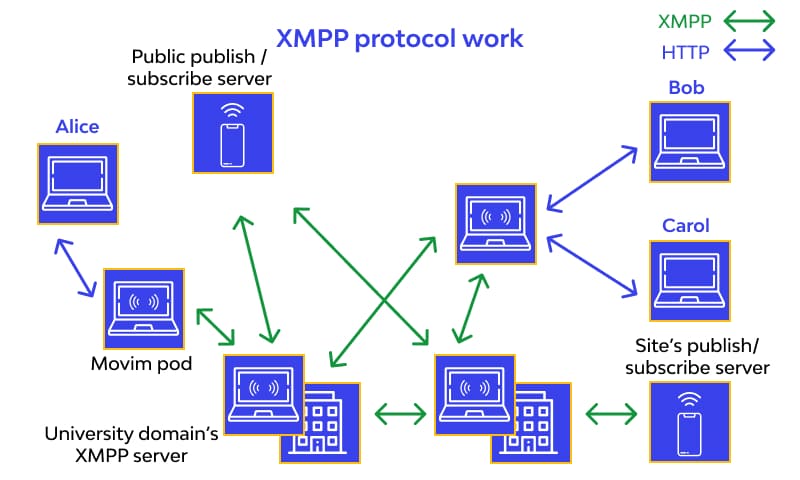 XMPP protocol work
XMPP
HTTP
Public publish /
subscribe server
Bob
Alice
Carol
Movim pod
Site's publish/
subscribe server
University domain's
XMPP server